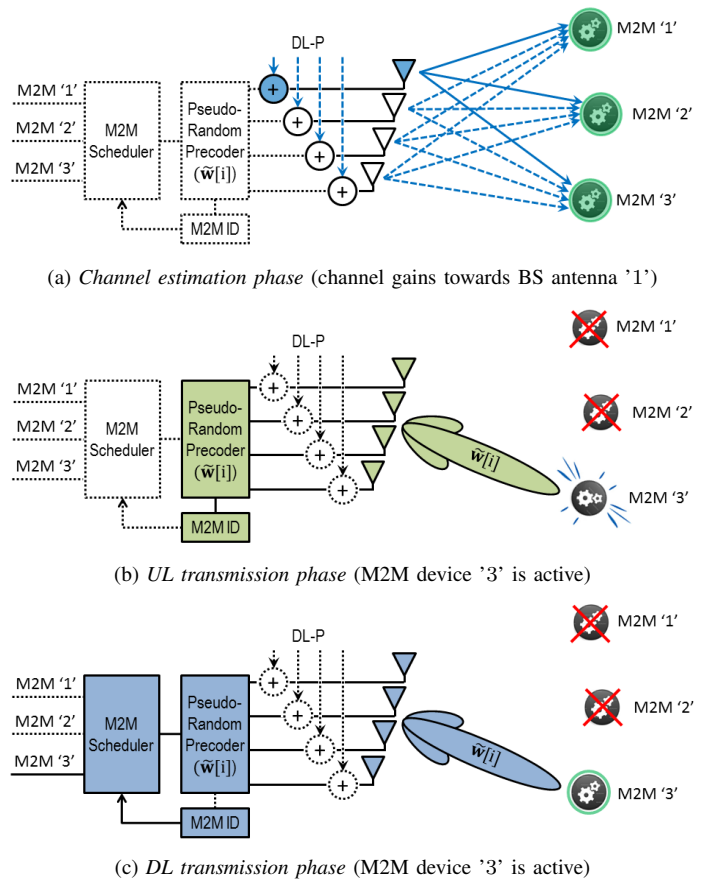 DL-P
M2M ‘1’
M2M ‘1’
M2M ‘2’
M2M ‘3’
M2M
Scheduler
Pseudo-
Random
Precoder
(w̃[i])
+
+
+
+
M2M ID
M2M ‘2’
M2M ‘3’
(a) Channel estimation phase (channel gains towards BS antenna ’1’)
DL-P
M2M ‘1’
M2M ‘1’
M2M ‘2’
M2M ‘3’
M2M
Scheduler
Pseudo-
Random
Precoder
(w̃[i])
+
+
+
+
M2M ID
w̃[i]
M2M ‘2’
M2M ‘3’
(b) UL transmission phase (M2M device ’3’ is active)
DL-P
M2M ‘1’
M2M ‘1’
M2M ‘2’
M2M ‘3’
M2M
Scheduler
Pseudo-
Random
Precoder
(w̃[i])
+
+
+
+
M2M ID
w̃[i]
M2M ‘2’
M2M ‘3’
(c) DL transmission phase (M2M device ’3’ is active)